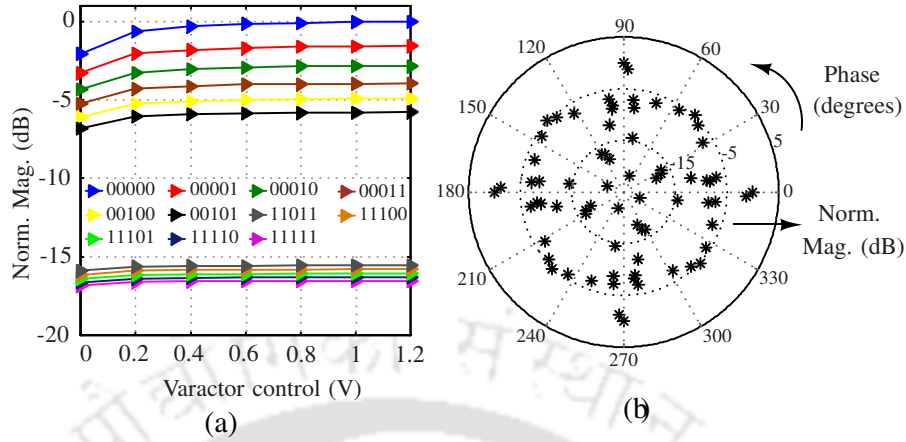 0
-5
-10
-15
-20
Norm. Mag. (dB)
00000 00001 00010 00011
00100 00101 11011 11100
11101 11110 11111
0 0.2 0.4 0.6 0.8 1 1.2
Varactor control (V)
(a)
90
120 60
150 30
180 0
210 330
240 300
270
5
-5
-15
Phase
(degrees)
Norm.
Mag. (dB)
(b)